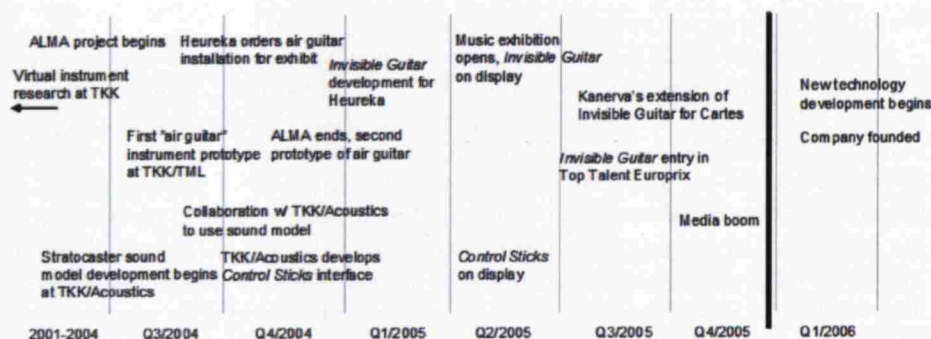 ALMA project begins
Heureka orders air guitar
installation for exhibit
Music exhibition
opens, Invisible Guitar
on display
Invisible Guitar
development for
Heureka
Virtual instrument
research at TKK
Kanerva's extension of
Invisible Guitar for Cartes
New technology
development begins
Company founded
First "air guitar"
instrument prototype
at TKK/TML
ALMA ends, second
prototype of air guitar
Invisible Guitar entry in
Top Talent Europrix
Collaboration w/ TKK/Acoustics
to use sound model
Media boom
Stratocaster sound
model development begins
at TKK/Acoustics
TKK/Acoustics develops
Control Sticks interface
Control Sticks
on display
2001-2004 Q3/2004 Q4/2004 Q1/2005 Q2/2005 Q3/2005 Q4/2005 Q1/2006